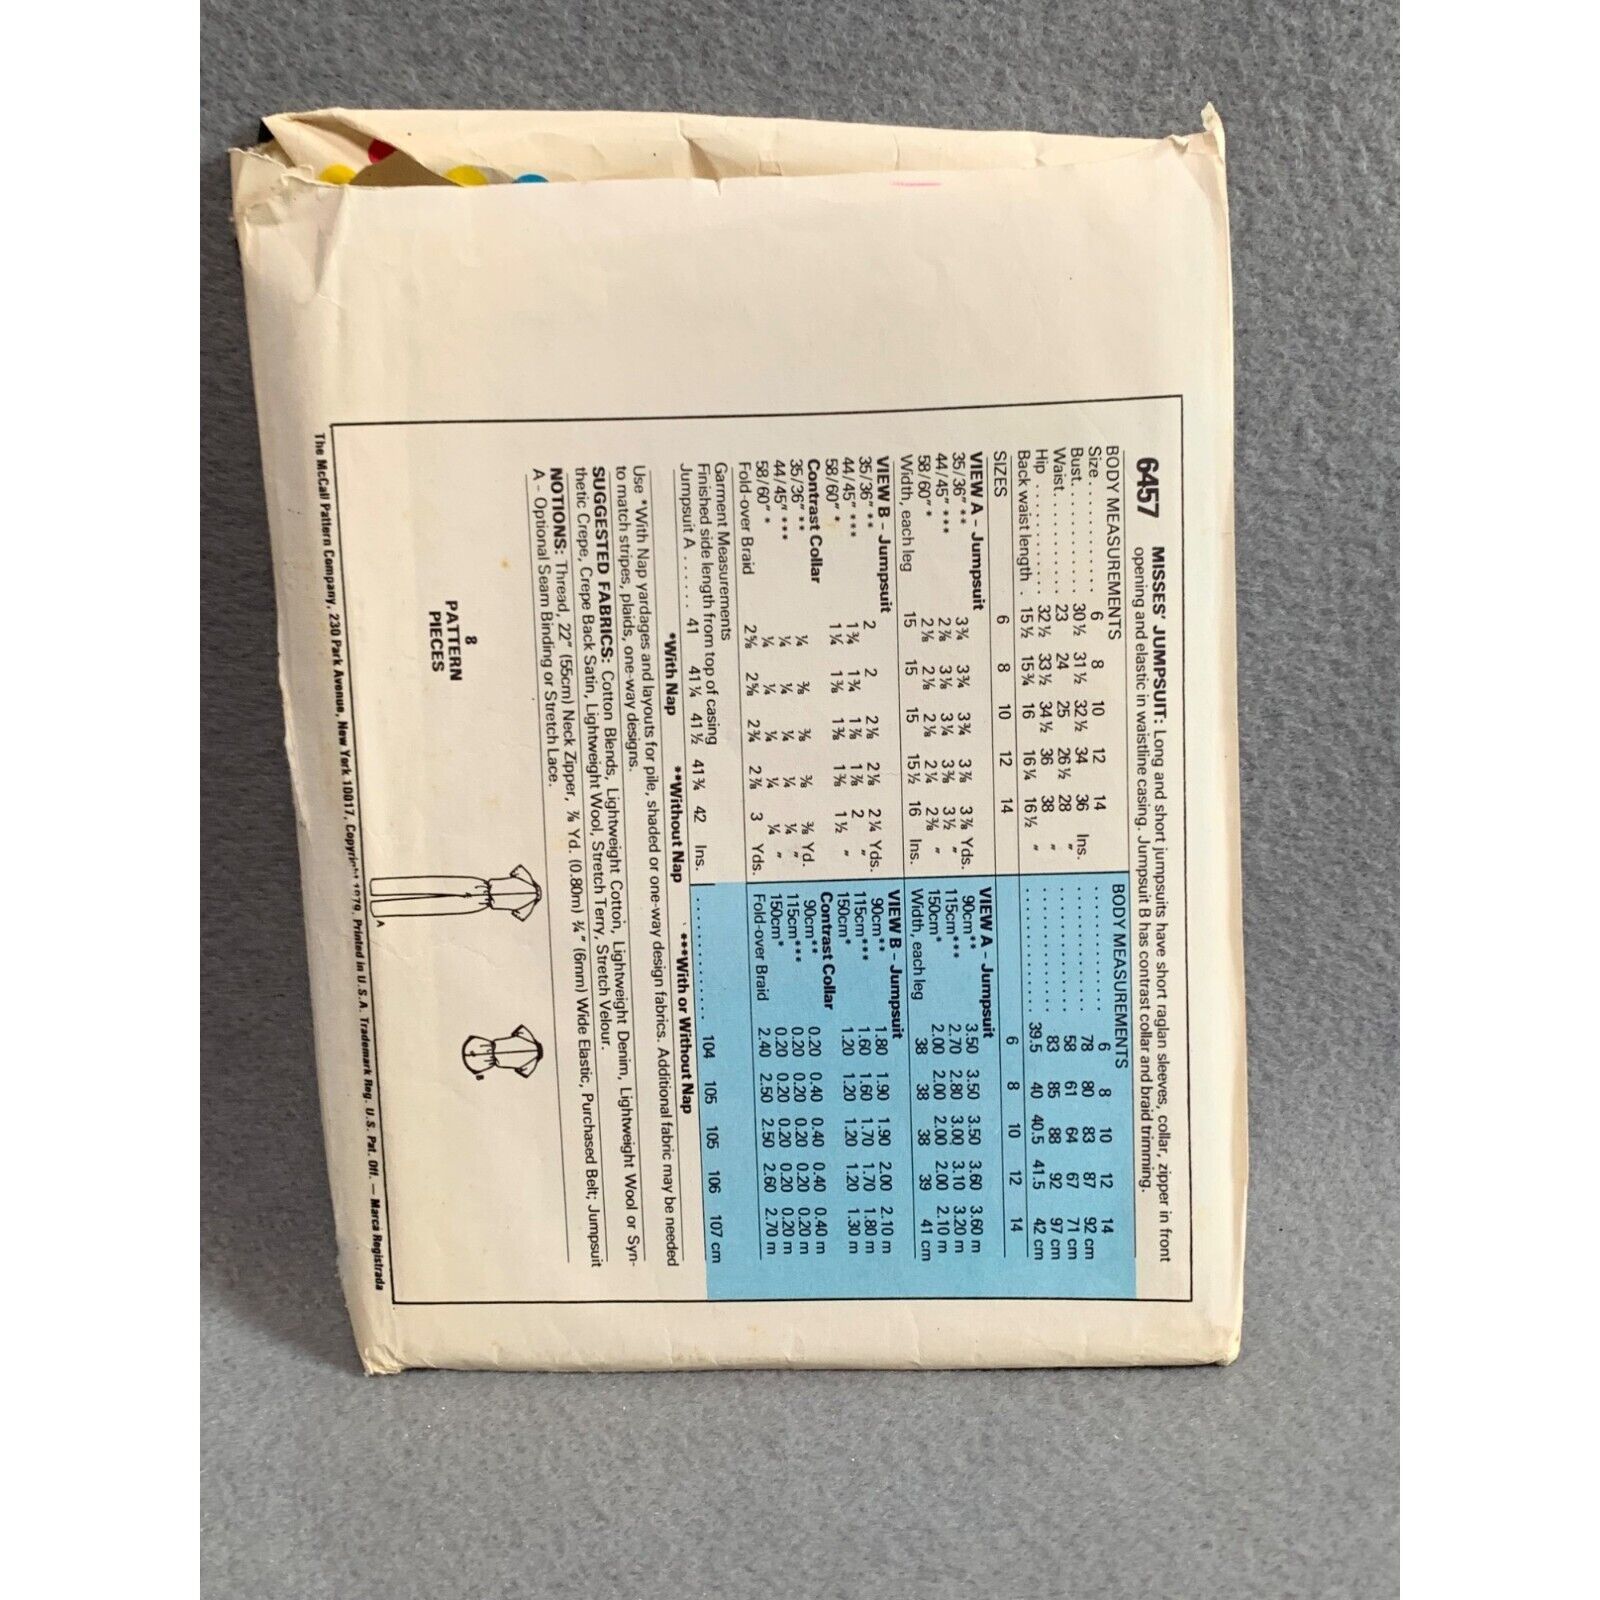 6457 MISSES' JUMPSUIT: Long and short jumpsuits have short raglan sleeves, collar, zipper in front
opening and elastic in waistline casing. Jumpsuit B has contrast collar and braid trimming.
BODY MEASUREMENTS
Size . . . . . . . . . 6 8 10 12 14
Bust. . . . . . . . . 30½ 31½ 32½ 34 36 Ins.
Waist. . . . . . . . 23 24 25 26½ 28 "
Hip . . . . . . . . . 32½ 33½ 34½ 36 38 "
Back waist length . 15½ 15¾ 16 16¼ 16½ "
SIZES 6 8 10 12 14
VIEW A – Jumpsuit
35/36" ** 3¾ 3¾ 3¾ 3⅞ 3⅞ Yds.
44/45" *** 2⅞ 3⅛ 3¼ 3⅜ 3½ "
58/60" * 2⅛ 2⅛ 2⅛ 2¼ 2⅜ "
Width, each leg 15 15 15 15½ 16 Ins.
VIEW B – Jumpsuit
35/36" ** 2 2 2⅛ 2⅛ 2¼ Yds.
44/45" *** 1¾ 1¾ 1⅞ 1⅞ 2 "
58/60" * 1¼ 1⅜ 1⅜ 1⅜ 1½ "
Contrast Collar
35/36" ** ¼ ⅜ ⅜ ⅜ ⅜ Yd.
44/45" *** ¼ ¼ ¼ ¼ ¼ "
58/60" * ¼ ¼ ¼ ¼ ¼ "
Fold-over Braid 2⅝ 2⅝ 2¾ 2⅞ 3 Yds.
Garment Measurements
Finished side length from top of casing
Jumpsuit A . . . . . 41 41¼ 41½ 41¾ 42 Ins.
BODY MEASUREMENTS
6 8 10 12 14
78 80 83 87 92 cm
58 61 64 67 71 cm
83 85 88 92 97 cm
39.5 40 40.5 41.5 42 cm
6 8 10 12 14
VIEW A – Jumpsuit
90cm** 3.50 3.50 3.50 3.60 3.60 m
115cm*** 2.70 2.80 3.00 3.10 3.20 m
150cm* 2.00 2.00 2.00 2.00 2.10 m
Width, each leg 38 38 38 39 41 cm
VIEW B – Jumpsuit
90cm** 1.80 1.90 1.90 2.00 2.10 m
115cm*** 1.60 1.60 1.70 1.70 1.80 m
150cm* 1.20 1.20 1.20 1.20 1.30 m
Contrast Collar
90cm** 0.20 0.40 0.40 0.40 0.40 m
115cm*** 0.20 0.20 0.20 0.20 0.20 m
150cm* 0.20 0.20 0.20 0.20 0.20 m
Fold-over Braid 2.40 2.50 2.50 2.60 2.70 m
104 105 105 106 107 cm
*With Nap **Without Nap ***With or Without Nap
Use *With Nap yardages and layouts for pile, shaded or one-way design fabrics. Additional fabric may be needed
to match stripes, plaids, one-way designs.
SUGGESTED FABRICS: Cotton Blends, Lightweight Cotton, Lightweight Denim, Lightweight Wool or Syn-
thetic Crepe, Crepe Back Satin, Lightweight Wool, Stretch Terry, Stretch Velour.
NOTIONS: Thread, 22" (55cm) Neck Zipper, ⅞ Yd. (0.80m) ¼" (6mm) Wide Elastic, Purchased Belt; Jumpsuit
A - Optional Seam Binding or Stretch Lace.
8
PATTERN
PIECES
A
B
The McCall Pattern Company, 230 Park Avenue, New York 10017. Copyright 1979. Printed in U.S.A. Trademark Reg. U.S. Pat. Off. — Marca Registrada